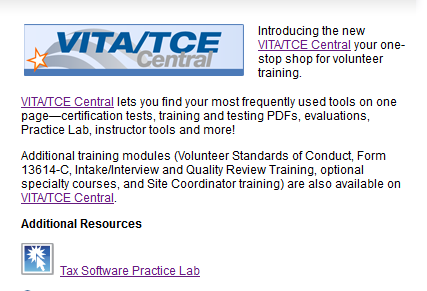 VITA/TCE
Central
Introducing the new
VITA/TCE Central your one-
stop shop for volunteer
training.
VITA/TCE Central lets you find your most frequently used tools on one
page—certification tests, training and testing PDFs, evaluations,
Practice Lab, instructor tools and more!
Additional training modules (Volunteer Standards of Conduct, Form
13614-C, Intake/Interview and Quality Review Training, optional
specialty courses, and Site Coordinator training) are also available on
VITA/TCE Central.
Additional Resources
Tax Software Practice Lab